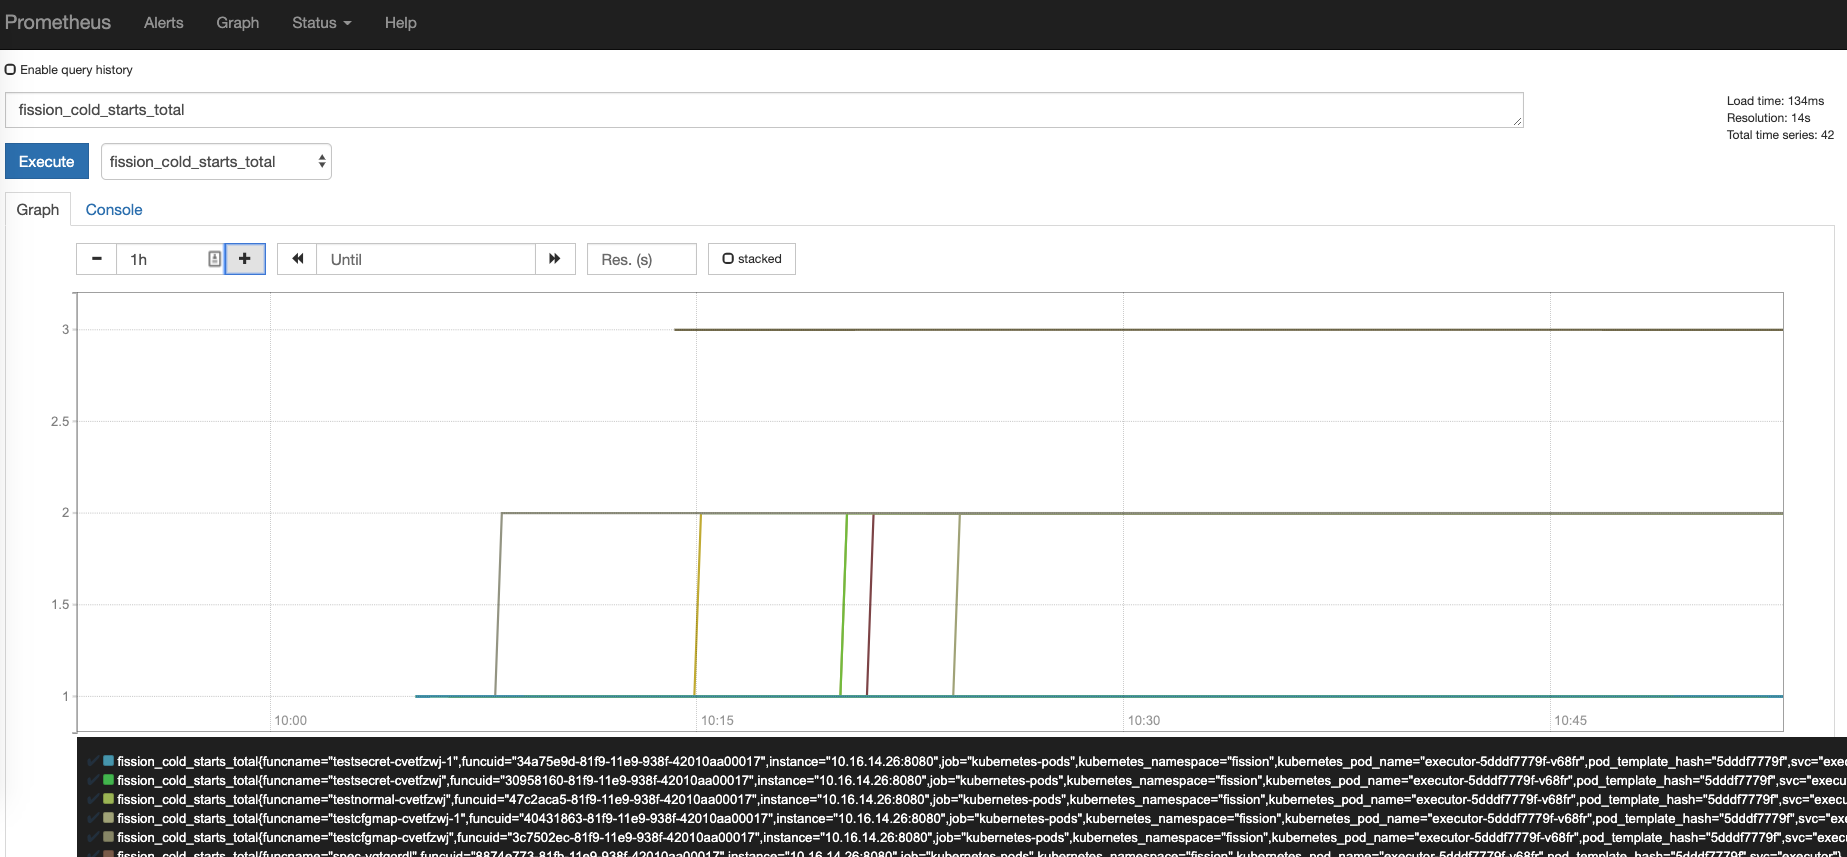 Prometheus Alerts Graph Status Help
Enable query history
fission_cold_starts_total
Load time: 134ms
Resolution: 14s
Total time series: 42
Execute fission_cold_starts_total
Graph Console
1h Until Res. (s) stacked
3
2.5
2
1.5
1
10:00 10:15 10:30 10:45
fission_cold_starts_total{funcname="testsecret-cvetfzwj-1",funcuid="34a75e9d-81f9-11e9-938f-42010aa00017",instance="10.16.14.26:8080",job="kubernetes-pods",kubernetes_namespace="fission",kubernetes_pod_name="executor-5dddf7779f-v68fr",pod_template_hash="5dddf7779f",svc="exec
fission_cold_starts_total{funcname="testsecret-cvetfzwj",funcuid="30958160-81f9-11e9-938f-42010aa00017",instance="10.16.14.26:8080",job="kubernetes-pods",kubernetes_namespace="fission",kubernetes_pod_name="executor-5dddf7779f-v68fr",pod_template_hash="5dddf7779f",svc="execu
fission_cold_starts_total{funcname="testnormal-cvetfzwj",funcuid="47c2aca5-81f9-11e9-938f-42010aa00017",instance="10.16.14.26:8080",job="kubernetes-pods",kubernetes_namespace="fission",kubernetes_pod_name="executor-5dddf7779f-v68fr",pod_template_hash="5dddf7779f",svc="execu
fission_cold_starts_total{funcname="testcfgmap-cvetfzwj-1",funcuid="40431863-81f9-11e9-938f-42010aa00017",instance="10.16.14.26:8080",job="kubernetes-pods",kubernetes_namespace="fission",kubernetes_pod_name="executor-5dddf7779f-v68fr",pod_template_hash="5dddf7779f",svc="exe
fission_cold_starts_total{funcname="testcfgmap-cvetfzwj",funcuid="3c7502ec-81f9-11e9-938f-42010aa00017",instance="10.16.14.26:8080",job="kubernetes-pods",kubernetes_namespace="fission",kubernetes_pod_name="executor-5dddf7779f-v68fr",pod_template_hash="5dddf7779f",svc="execu